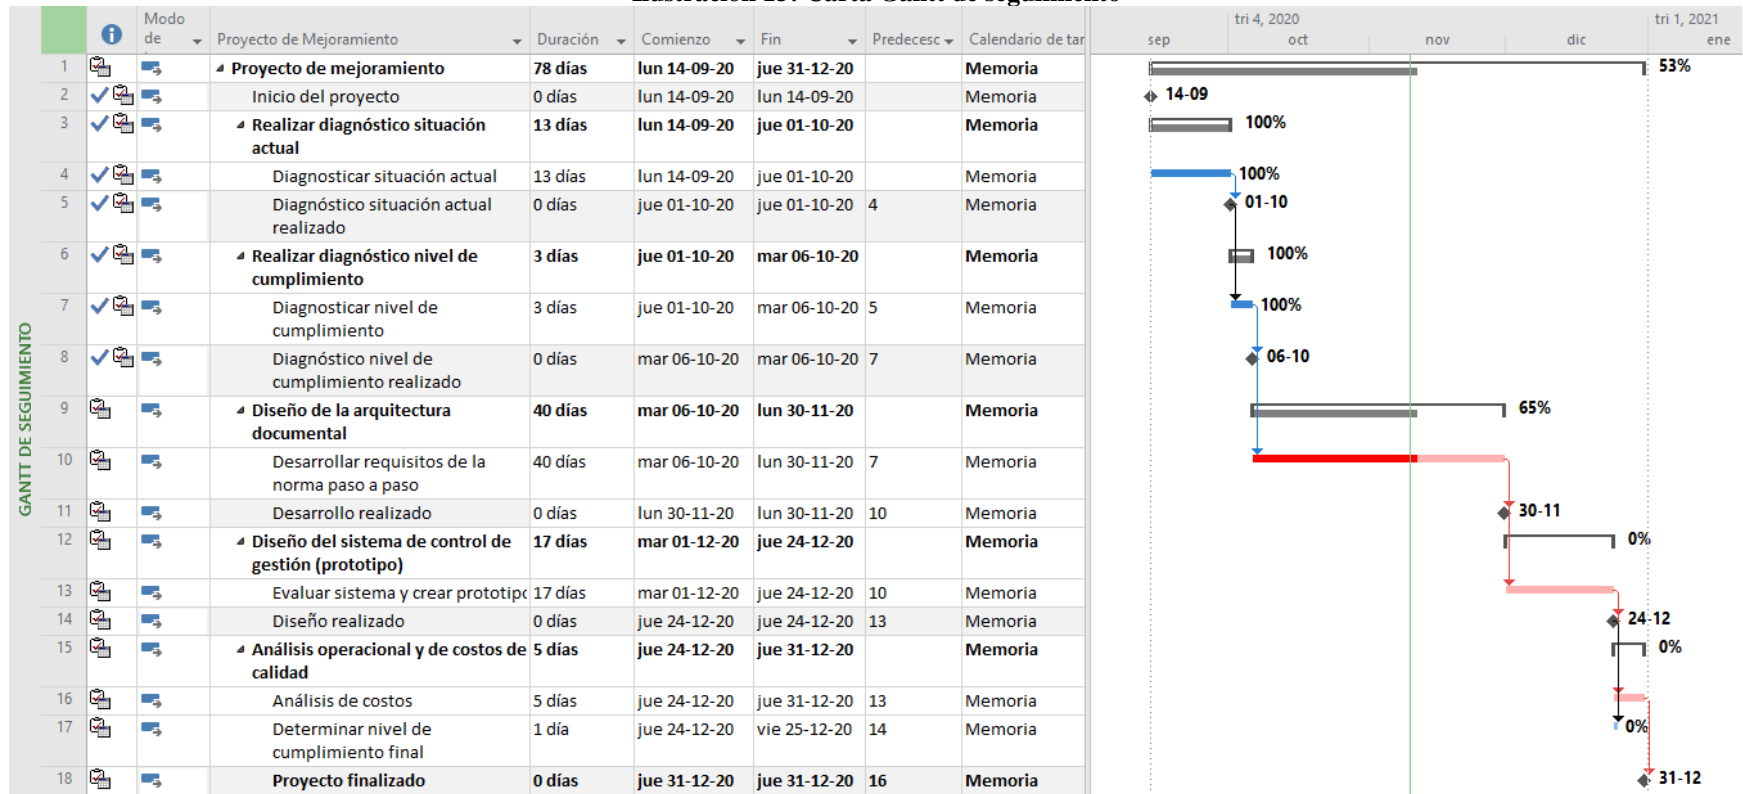 Ilustración 13: Carta Gantt de seguimiento
tri 4, 2020 tri 1, 2021
Modo de Proyecto de Mejoramiento Duración Comienzo Fin Predecesc Calendario de tar sep oct nov dic ene
GANTT DE SEGUIMIENTO
1 Proyecto de mejoramiento 78 días lun 14-09-20 jue 31-12-20 Memoria 53%
2 Inicio del proyecto 0 días lun 14-09-20 lun 14-09-20 Memoria 14-09
3 Realizar diagnóstico situación 13 días lun 14-09-20 jue 01-10-20 Memoria 100%
actual
4 Diagnosticar situación actual 13 días lun 14-09-20 jue 01-10-20 Memoria 100%
5 Diagnóstico situación actual 0 días jue 01-10-20 jue 01-10-20 4 Memoria 01-10
realizado
6 Realizar diagnóstico nivel de 3 días jue 01-10-20 mar 06-10-20 Memoria 100%
cumplimiento
7 Diagnosticar nivel de 3 días jue 01-10-20 mar 06-10-20 5 Memoria 100%
cumplimiento
8 Diagnóstico nivel de 0 días mar 06-10-20 mar 06-10-20 7 Memoria 06-10
cumplimiento realizado
9 Diseño de la arquitectura 40 días mar 06-10-20 lun 30-11-20 Memoria 65%
documental
10 Desarrollar requisitos de la 40 días mar 06-10-20 lun 30-11-20 7 Memoria
norma paso a paso
11 Desarrollo realizado 0 días lun 30-11-20 lun 30-11-20 10 Memoria 30-11
12 Diseño del sistema de control de 17 días mar 01-12-20 jue 24-12-20 Memoria 0%
gestión (prototipo)
13 Evaluar sistema y crear prototipo 17 días mar 01-12-20 jue 24-12-20 10 Memoria
14 Diseño realizado 0 días jue 24-12-20 jue 24-12-20 13 Memoria 24-12
15 Análisis operacional y de costos de 5 días jue 24-12-20 jue 31-12-20 Memoria 0%
calidad
16 Análisis de costos 5 días jue 24-12-20 jue 31-12-20 13 Memoria
17 Determinar nivel de 1 día jue 24-12-20 vie 25-12-20 14 Memoria 0%
cumplimiento final
18 Proyecto finalizado 0 días jue 31-12-20 jue 31-12-20 16 Memoria 31-12